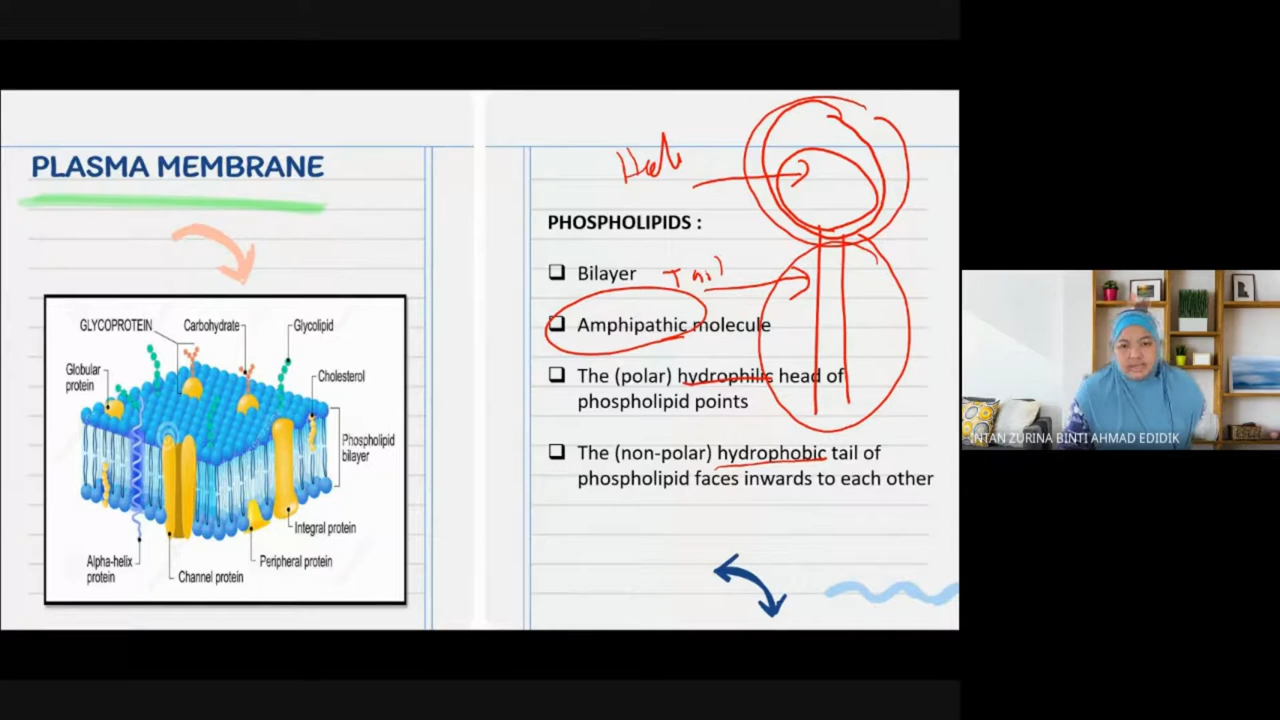 PLASMA MEMBRANE
GLYCOPROTEIN
Carbohydrate
Glycolipid
Globular
protein
Cholesterol
Phospholipid
bilayer
Integral protein
Peripheral protein
Alpha-helix
protein
Channel protein
PHOSPHOLIPIDS :
Bilayer
Tail
Amphipathic molecule
The (polar) hydrophilic head of
phospholipid points
The (non-polar) hydrophobic tail of
phospholipid faces inwards to each other
INTAN ZURINA BINTI AHMAD EDIDIK